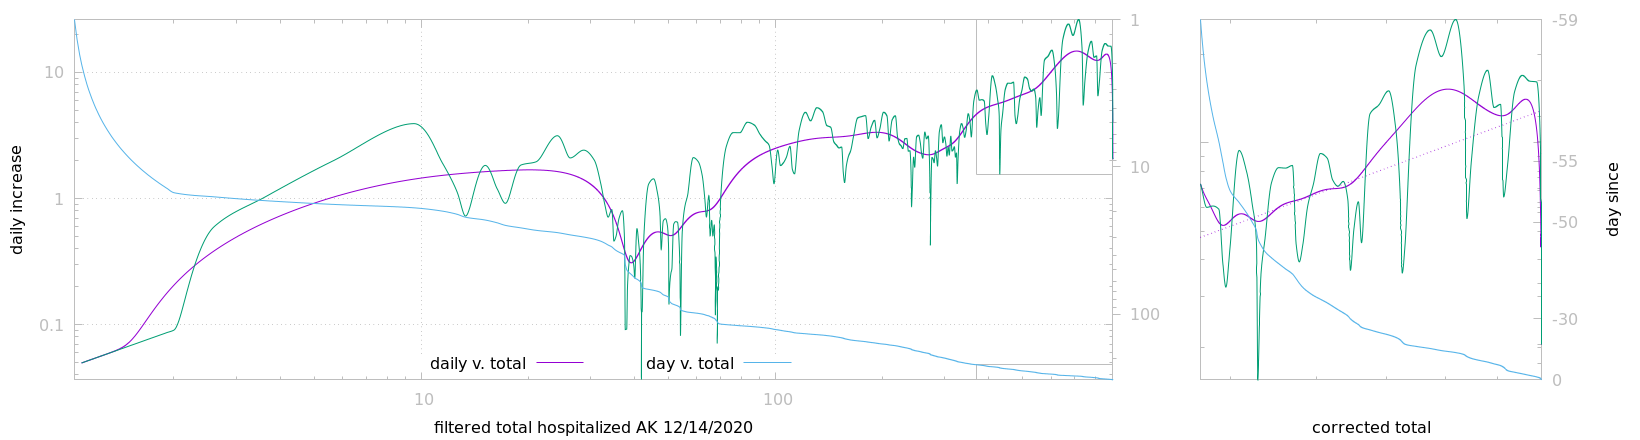 1
-59
10
10
-55
daily increase
1
day since
-50
100
0.1
-30
daily v. total
day v. total
0
10
100
filtered total hospitalized AK 12/14/2020
corrected total